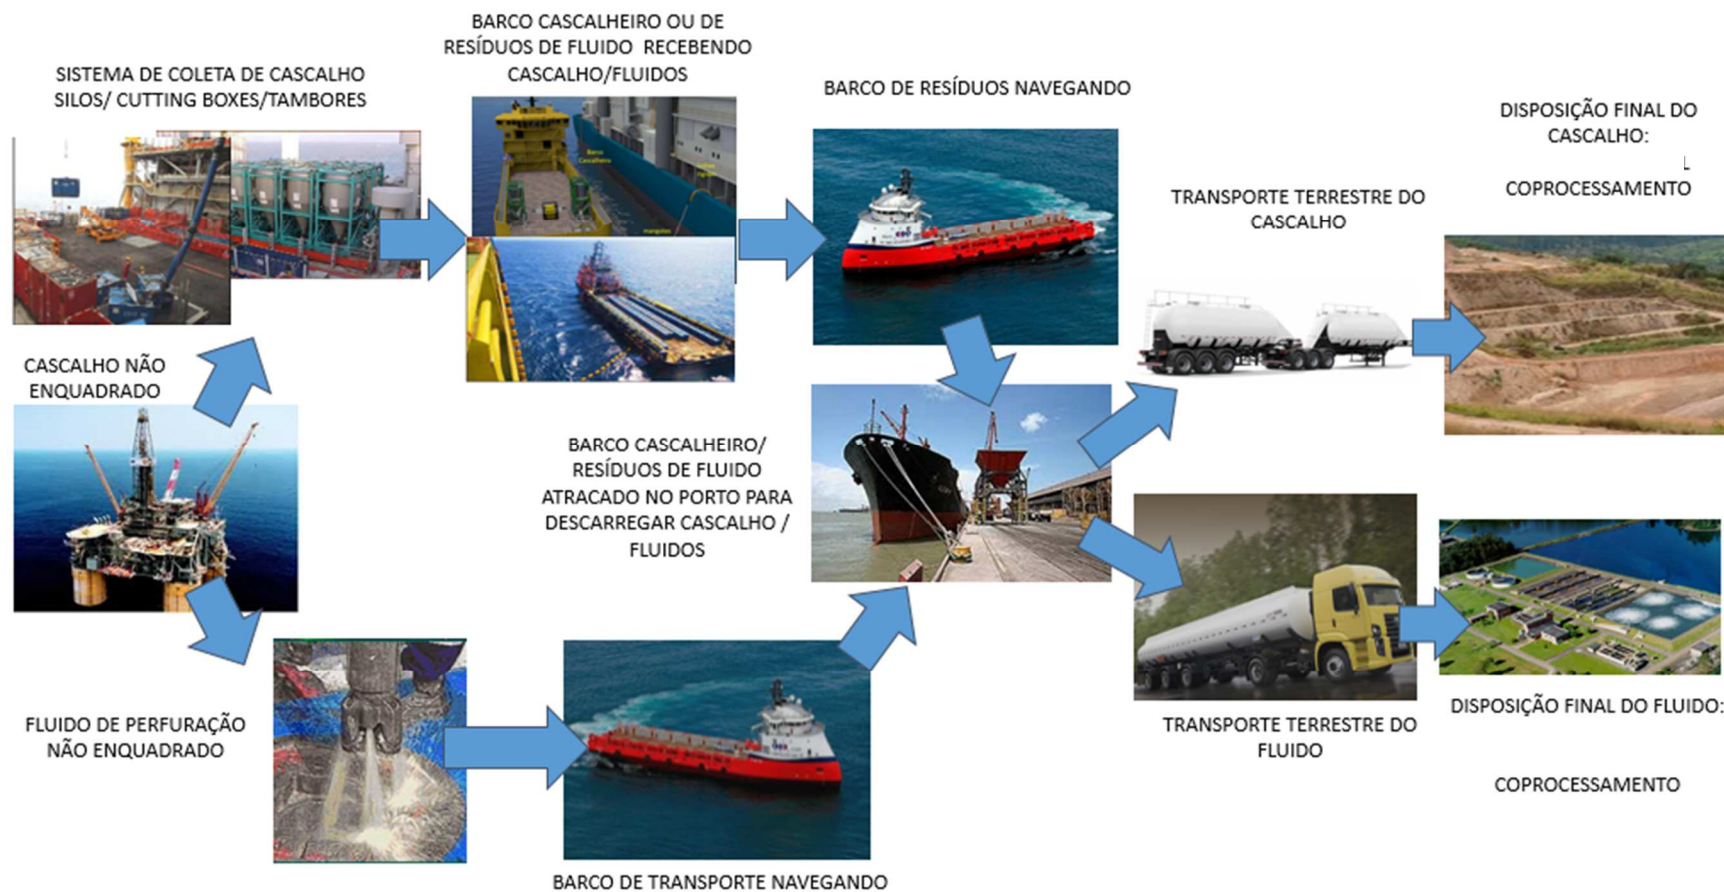 BARCO CASCALHEIRO OU DE
RESÍDUOS DE FLUIDO RECEBENDO
CASCALHO/FLUIDOS
SISTEMA DE COLETA DE CASCALHO
SILOS/ CUTTING BOXES/TAMBORES
BARCO DE RESÍDUOS NAVEGANDO
DISPOSIÇÃO FINAL DO
CASCALHO:
COPROCESSAMENTO
Barco
Cascalheiro
mangotes
TRANSPORTE TERRESTRE DO
CASCALHO
CASCALHO NÃO
ENQUADRADO
BARCO CASCALHEIRO/
RESÍDUOS DE FLUIDO
ATRACADO NO PORTO PARA
DESCARREGAR CASCALHO /
FLUIDOS
FLUIDO DE PERFURAÇÃO
NÃO ENQUADRADO
TRANSPORTE TERRESTRE DO
FLUIDO
DISPOSIÇÃO FINAL DO FLUIDO:
COPROCESSAMENTO
BARCO DE TRANSPORTE NAVEGANDO